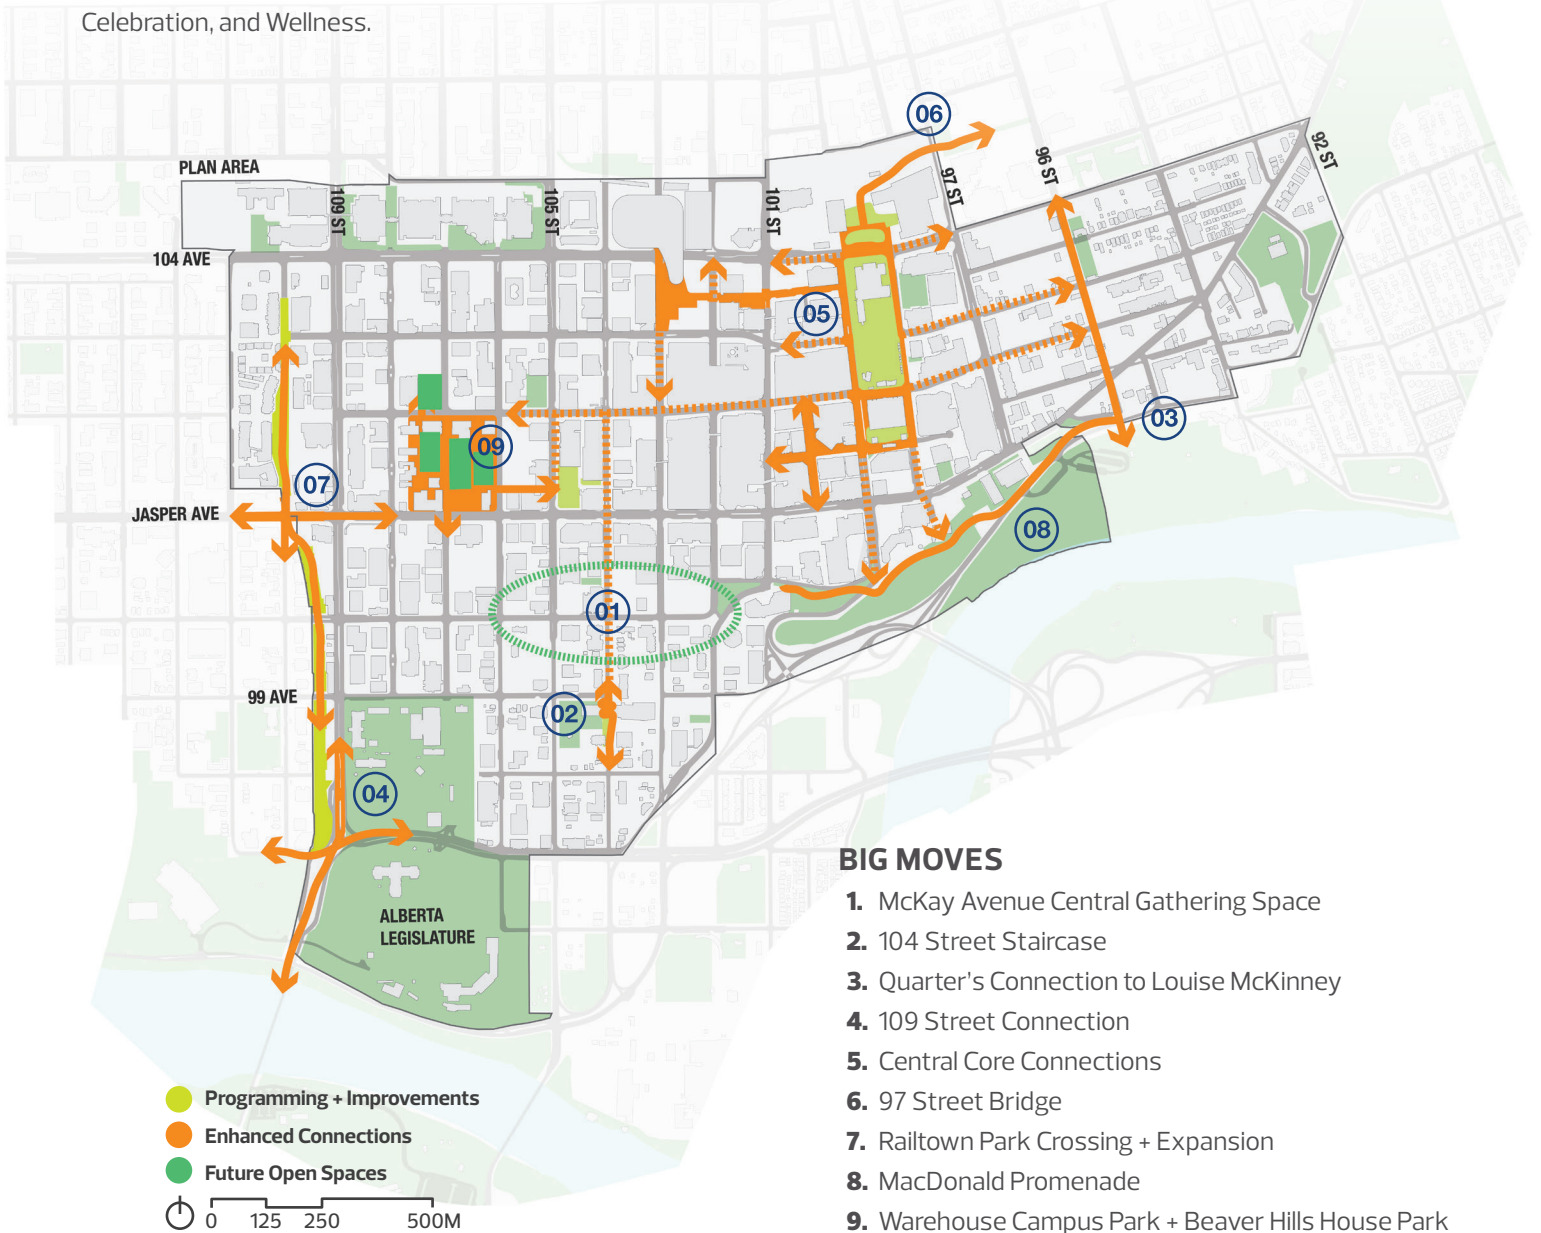 Celebration, and Wellness.
06
PLAN AREA
96 ST
92 ST
97 ST
109 ST
105 ST
101 ST
104 AVE
05
03
09
07
JASPER AVE
08
01
99 AVE
02
04
ALBERTA
LEGISLATURE
Programming + Improvements
Enhanced Connections
Future Open Spaces
0 125 250 500M
BIG MOVES
1. McKay Avenue Central Gathering Space
2. 104 Street Staircase
3. Quarter's Connection to Louise McKinney
4. 109 Street Connection
5. Central Core Connections
6. 97 Street Bridge
7. Railtown Park Crossing + Expansion
8. MacDonald Promenade
9. Warehouse Campus Park + Beaver Hills House Park